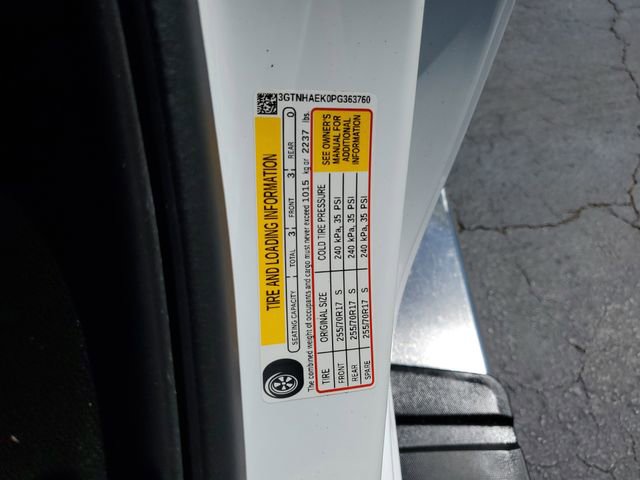 3GTNHAEK0PG363760
TIRE AND LOADING INFORMATION
SEATING CAPACITY TOTAL 3 FRONT 3 REAR 0
The combined weight of occupants and cargo must never exceed 1015 kg or 2237 lbs.
TIRE ORIGINAL SIZE COLD TIRE PRESSURE
FRONT 255/70R17 S 240 kPa, 35 PSI
REAR 255/70R17 S 240 kPa, 35 PSI
SPARE 255/70R17 S 240 kPa, 35 PSI
SEE OWNER'S
MANUAL FOR
ADDITIONAL
INFORMATION